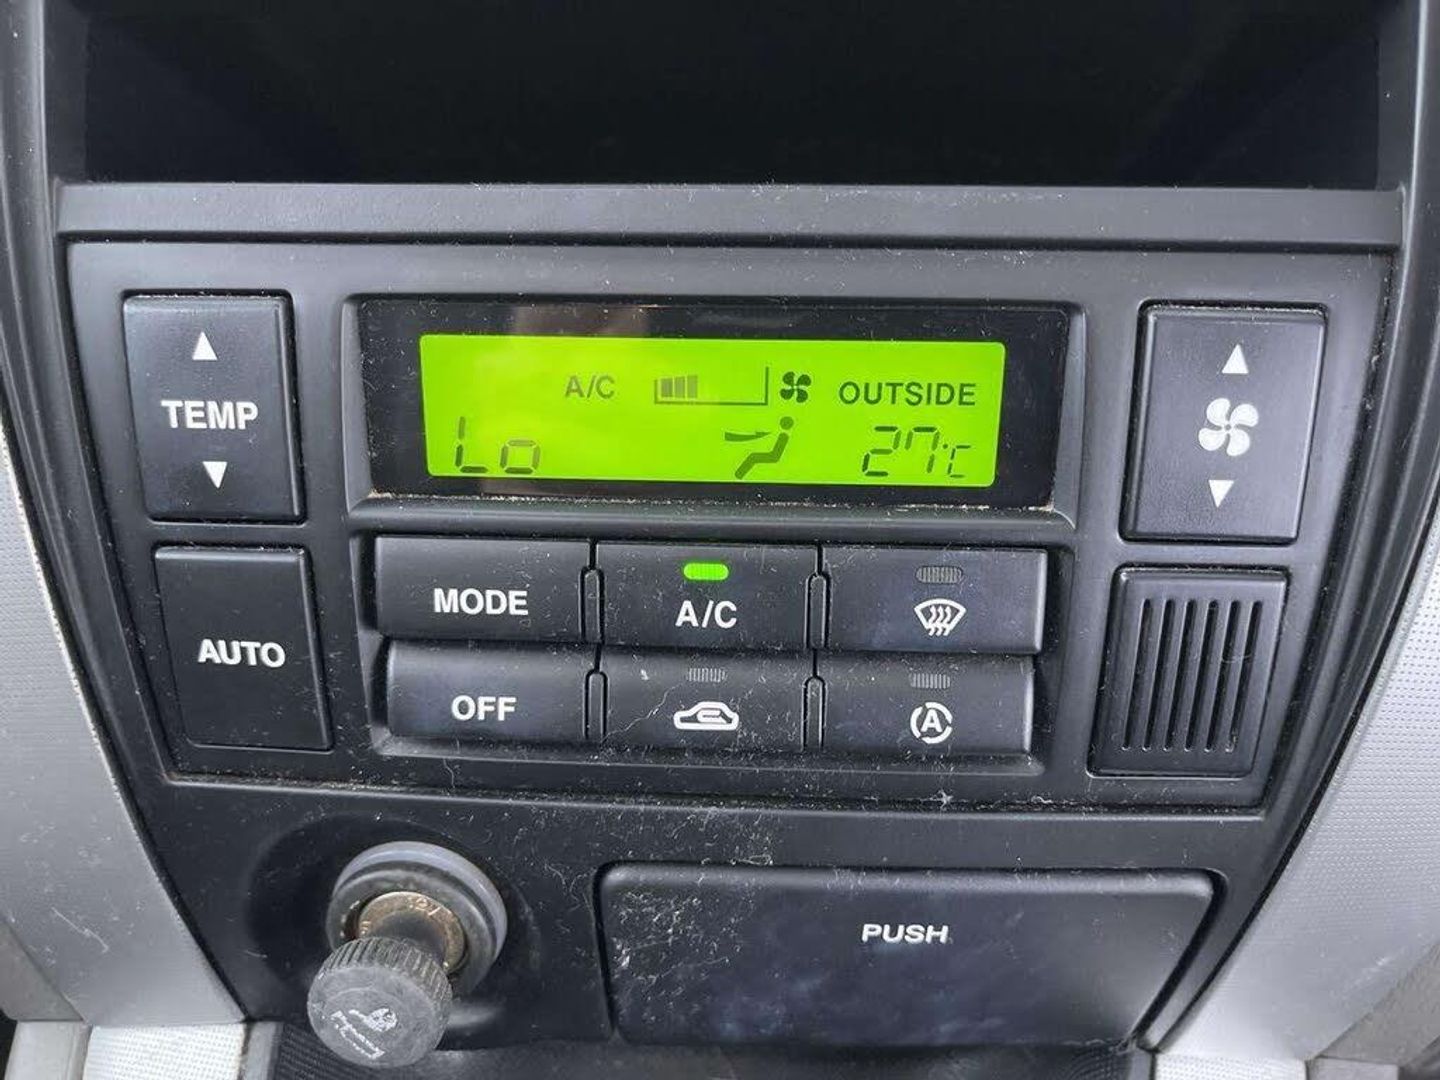 TEMP
A/C
OUTSIDE
Lo
27°C
MODE
A/C
AUTO
OFF
A
PUSH